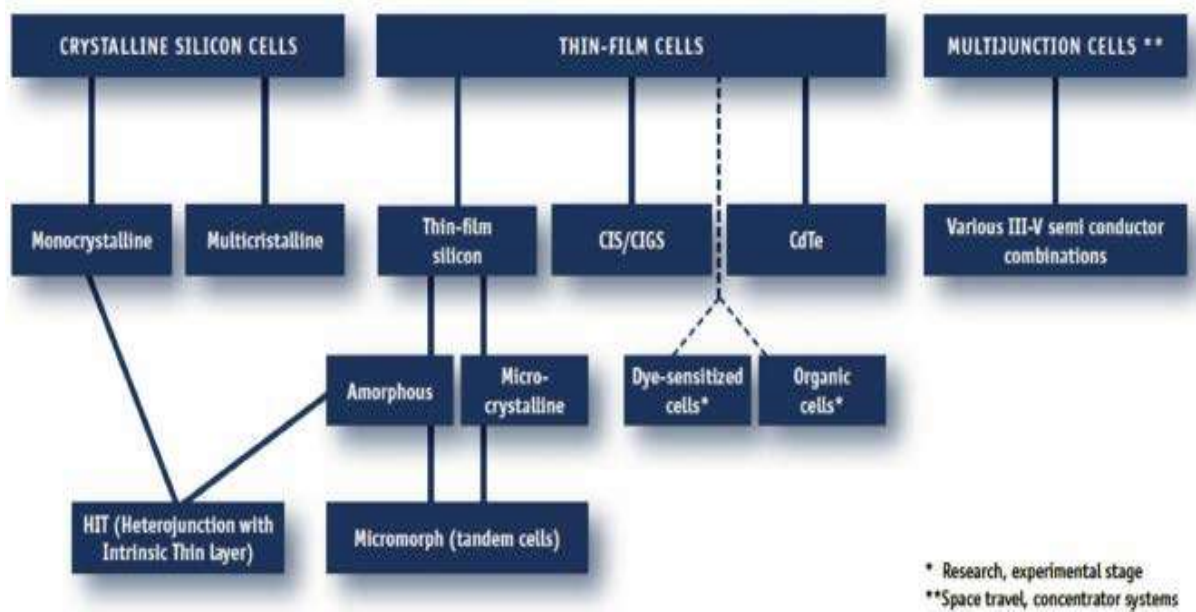 CRYSTALLINE SILICON CELLS
THIN-FILM CELLS
MULTIJUNCTION CELLS **
Monocrystalline
Multicristalline
Thin-film
silicon
CIS/CIGS
CdTe
Various III-V semi conductor
combinations
Amorphous
Micro-
crystalline
Dye-sensitized
cells*
Organic
cells*
HIT (Heterojunction with
Intrinsic Thin layer)
Micromorph (tandem cells)
* Research, experimental stage
**Space travel, concentrator systems